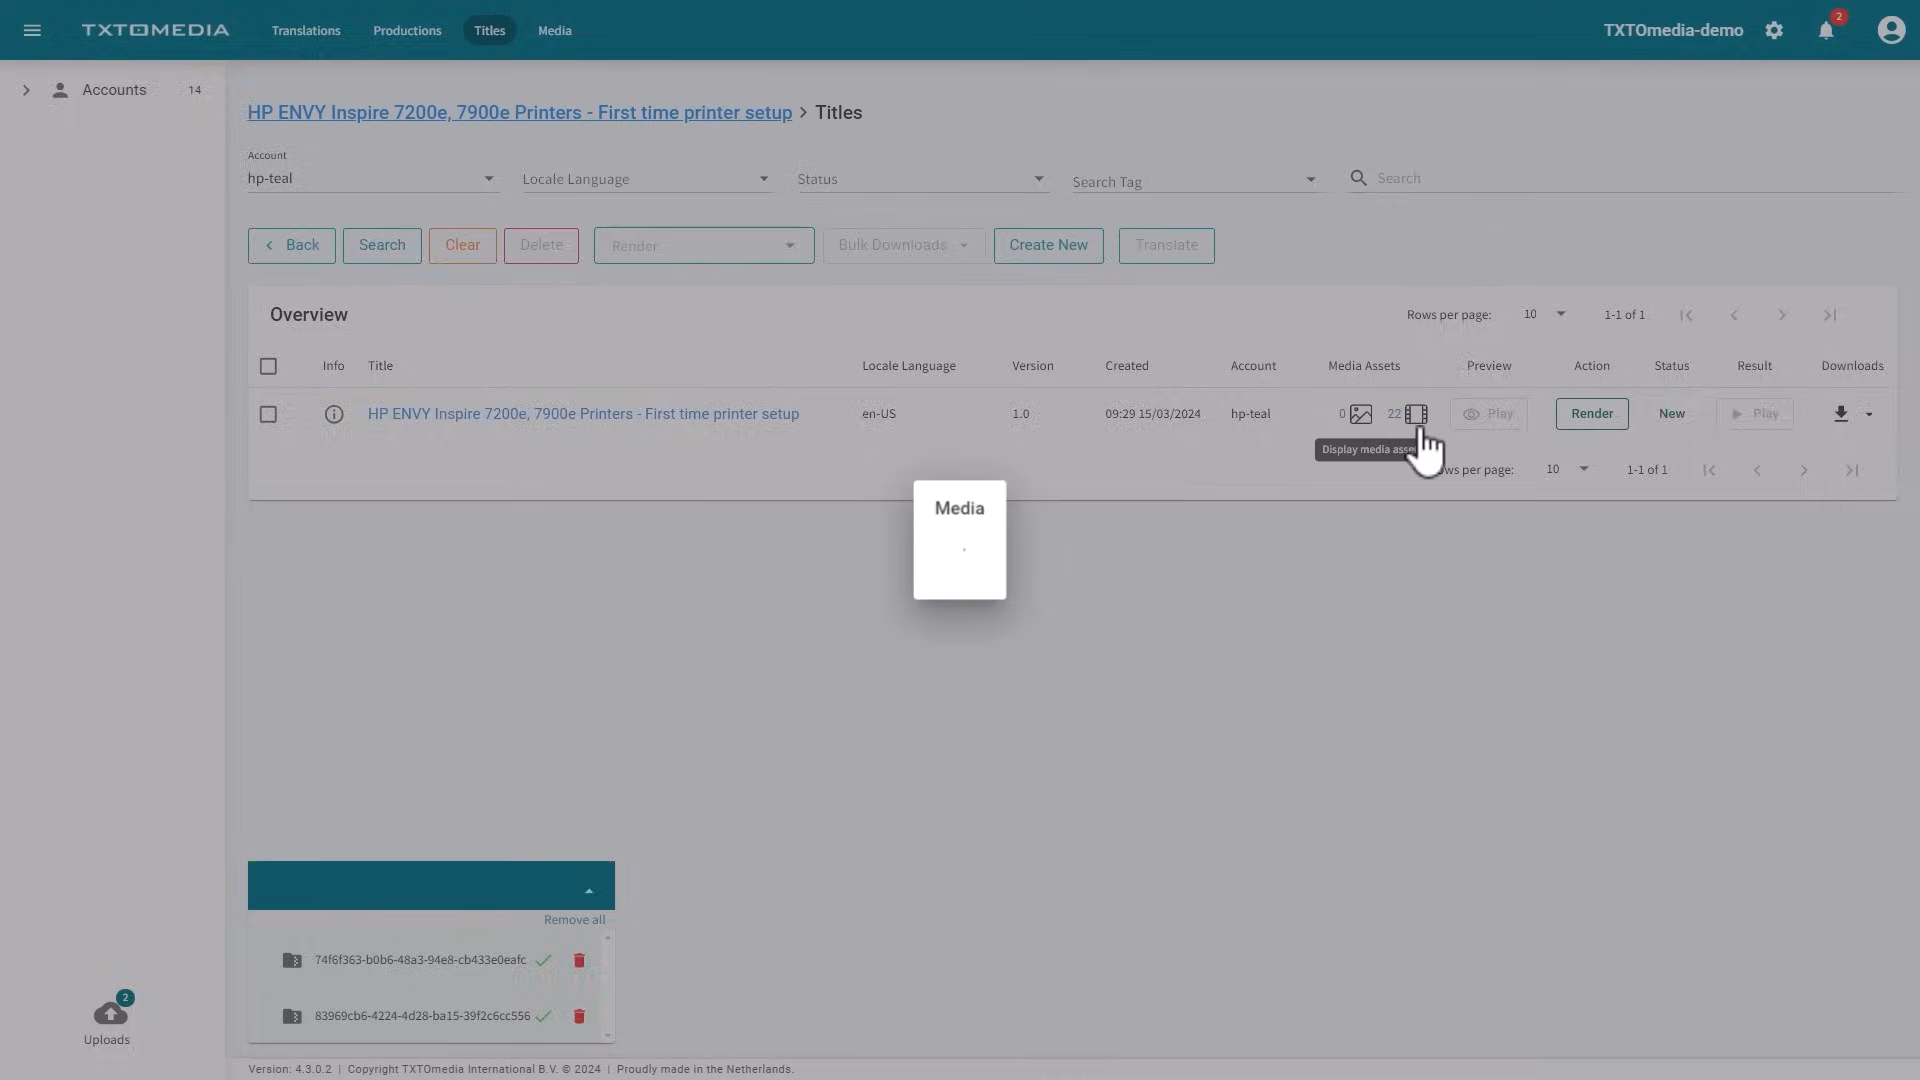 TXTOMEDIA Translations Productions Titles Media TXTOmedia-demo 2
Accounts 14
HP ENVY Inspire 7200e, 7900e Printers - First time printer setup > Titles
Account
hp-teal Locale Language Status Search Tag Search
Back Search Clear Delete Render Bulk Downloads Create New Translate
Overview Rows per page: 10 1-1 of 1
Info Title Locale Language Version Created Account Media Assets Preview Action Status Result Downloads
HP ENVY Inspire 7200e, 7900e Printers - First time printer setup en-US 1.0 09:29 15/03/2024 hp-teal 0 22 Play Render New Play
Display media
per page: 10 1-1 of 1
Media
Remove all
74f6f363-b0b6-48a3-94e8-cb433e0eafc
83969cb6-4224-4d28-ba15-39f2c6cc556
2
Uploads
Version: 4.3.0.2 | Copyright TXTOmedia International B.V. © 2024 | Proudly made in the Netherlands.